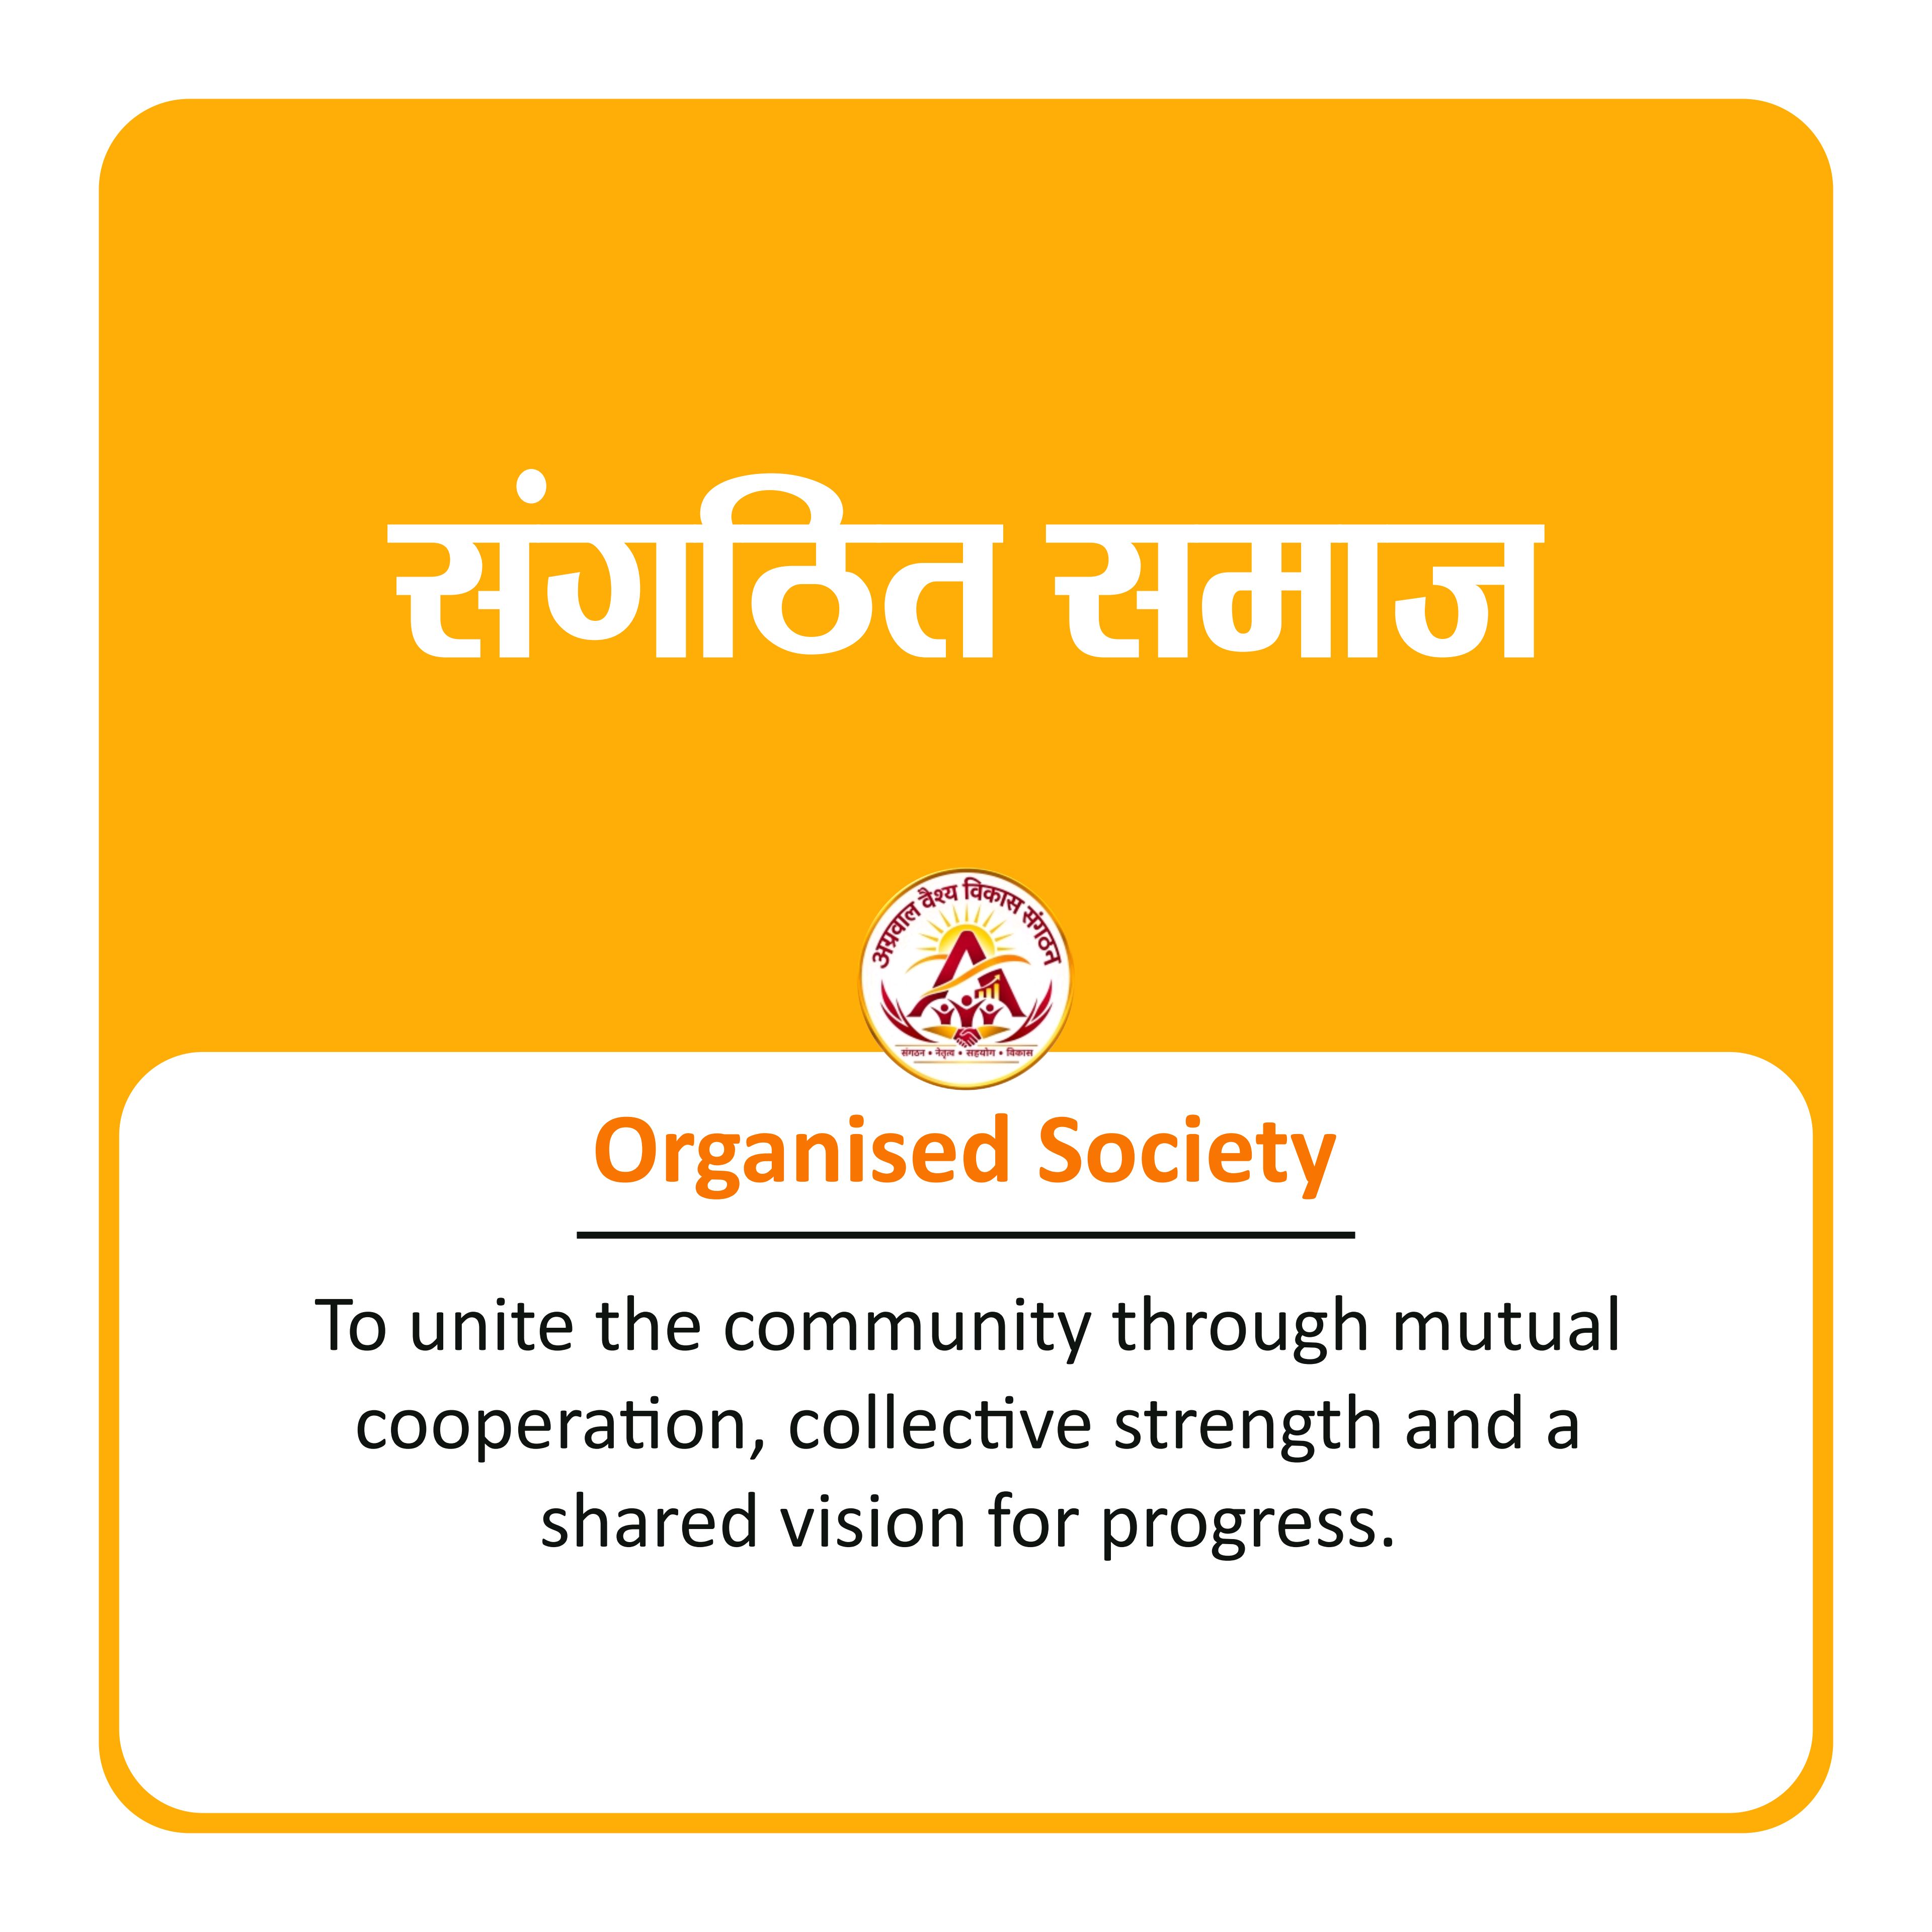 संगठित समाज
अग्रवाल वैश्य विकास संगठन
संगठन • नेतृत्व • सहयोग • विकास
Organised Society
To unite the community through mutual
cooperation, collective strength and a
shared vision for progress.